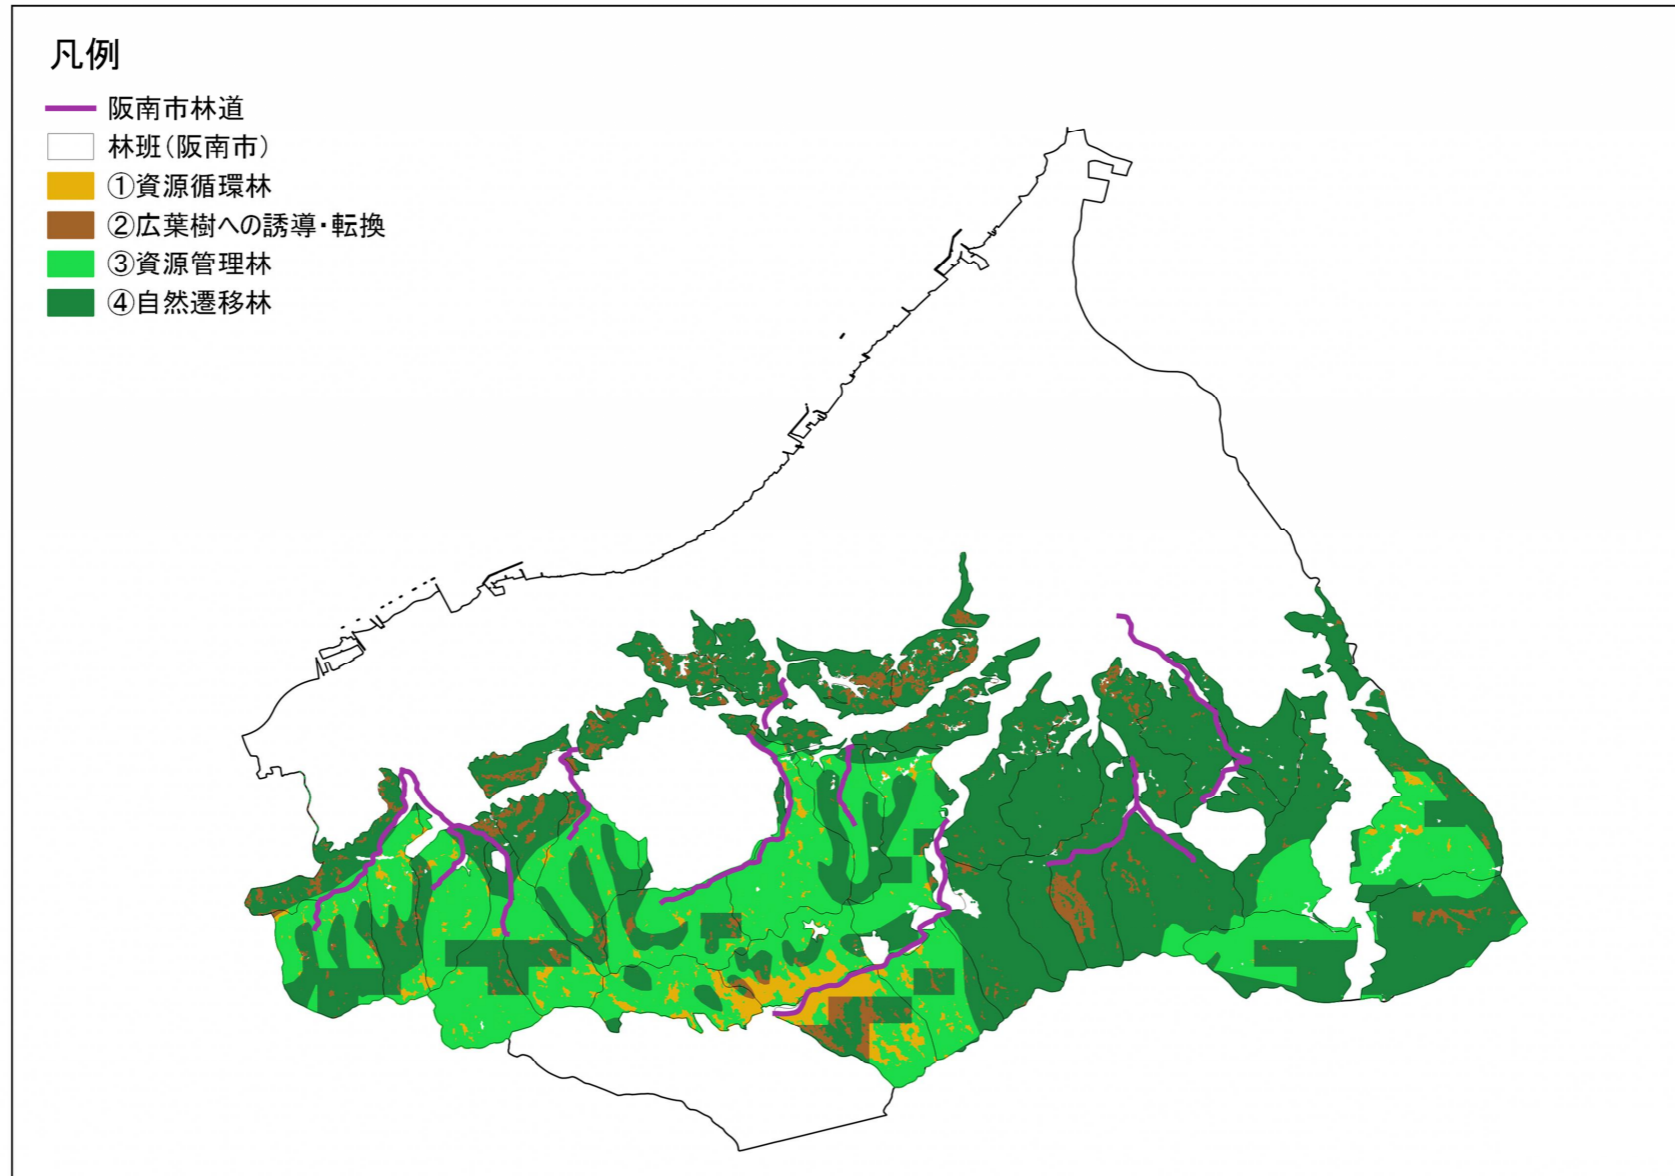 凡例
阪南市林道
林班(阪南市)
①資源循環林
②広葉樹への誘導・転換
③資源管理林
④自然遷移林